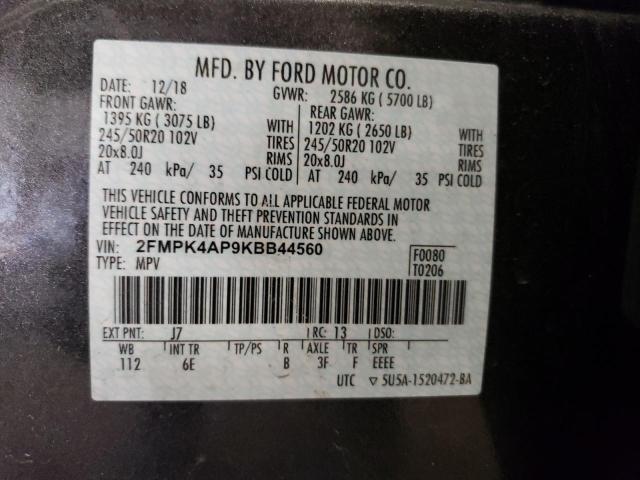 MFD. BY FORD MOTOR CO.
DATE: 12/18 GVWR: 2586 KG ( 5700 LB)
FRONT GAWR: REAR GAWR:
1395 KG ( 3075 LB) WITH 1202 KG ( 2650 LB) WITH
245/50R20 102V TIRES 245/50R20 102V TIRES
20x8.0J RIMS 20x8.0J RIMS
AT 240 kPa/ 35 PSI COLD AT 240 kPa/ 35 PSI COLD
THIS VEHICLE CONFORMS TO ALL APPLICABLE FEDERAL MOTOR
VEHICLE SAFETY AND THEFT PREVENTION STANDARDS IN
EFFECT ON THE DATE OF MANUFACTURE SHOWN ABOVE.
VIN: 2FMPK4AP9KBB44560 F0080
TYPE: MPV T0206
EXT PNT: J7 RC: 13 DSO:
WB INT TR TP/PS R AXLE TR SPR
112 6E B 3F F EEEE
UTC ▽ 5U5A-1520472-BA